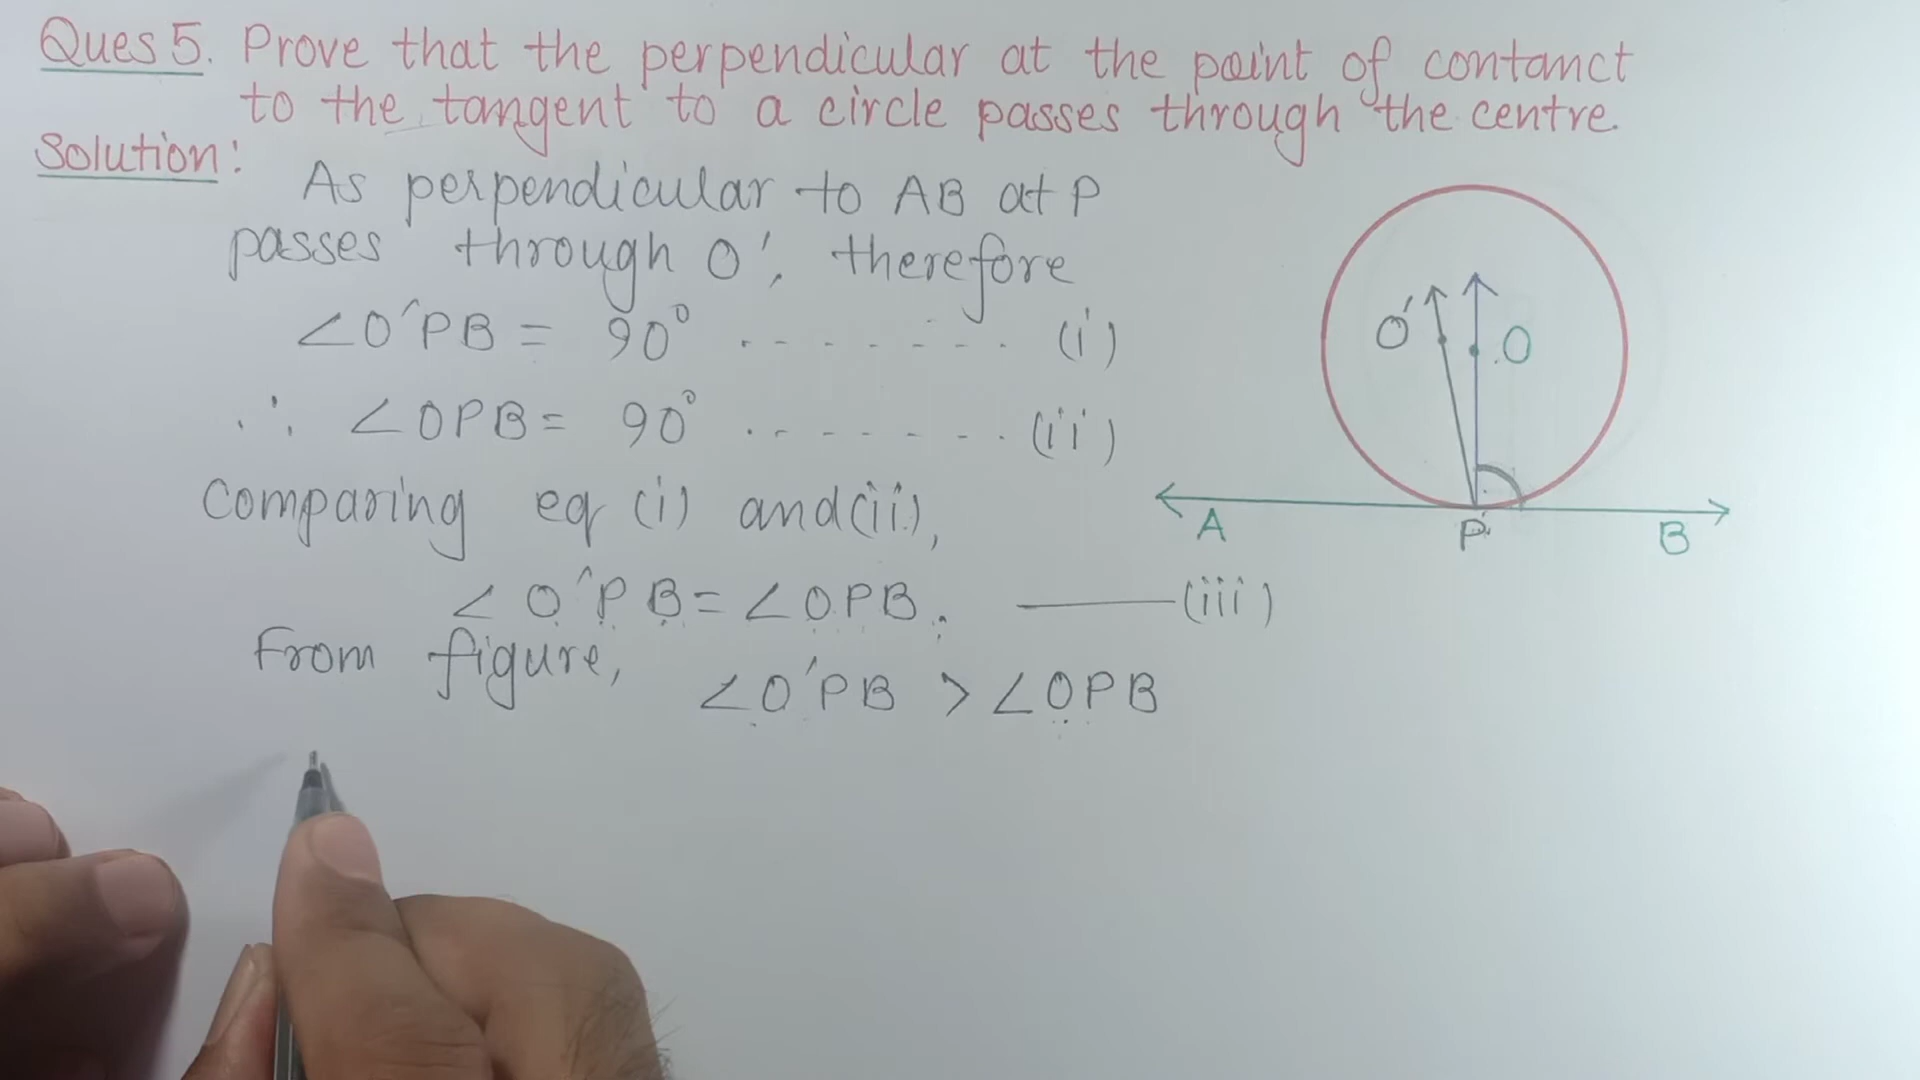 Ques 5. Prove that the perpendicular at the point of contanct
to the tangent to a circle passes through the centre.
Solution:
As perpendicular to AB at P
passes through O', therefore
∠O'PB = 90° ....... (i)
∴ ∠OPB = 90° ....... (ii)
Comparing eq (i) and (ii),
∠O'PB = ∠OPB. ——— (iii)
From figure,
∠O'PB > ∠OPB
O'
O
A
P
B